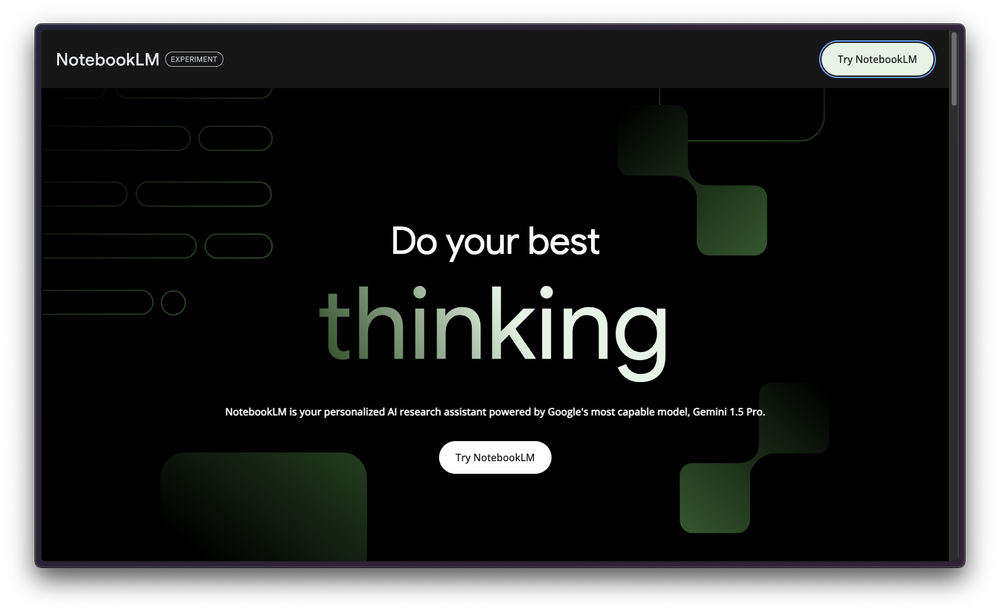 NotebookLM EXPERIMENT
Try NotebookLM
Do your best
thinking
NotebookLM is your personalized AI research assistant powered by Google's most capable model, Gemini 1.5 Pro.
Try NotebookLM